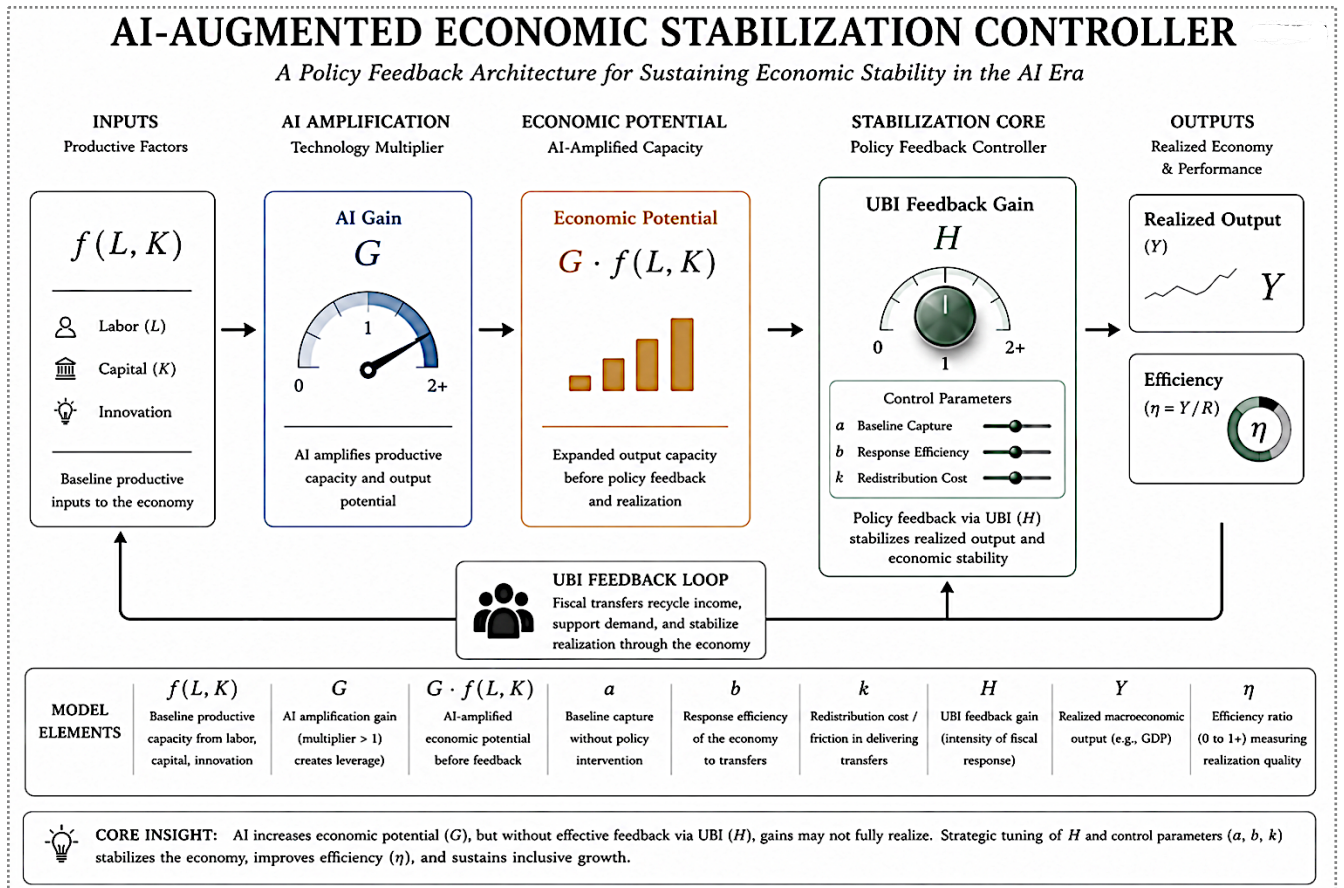 AI-AUGMENTED ECONOMIC STABILIZATION CONTROLLER
A Policy Feedback Architecture for Sustaining Economic Stability in the AI Era
INPUTS
Productive Factors
f(L, K)
Labor (L)
Capital (K)
Innovation
Baseline productive
inputs to the economy
AI AMPLIFICATION
Technology Multiplier
AI Gain
G
1
0
2+
AI amplifies productive
capacity and output
potential
ECONOMIC POTENTIAL
AI-Amplified Capacity
Economic Potential
G · f(L, K)
Expanded output capacity
before policy feedback
and realization
STABILIZATION CORE
Policy Feedback Controller
UBI Feedback Gain
H
0
2+
1
Control Parameters
a Baseline Capture
b Response Efficiency
k Redistribution Cost
Policy feedback via UBI (H)
stabilizes realized output and
economic stability
OUTPUTS
Realized Economy
& Performance
Realized Output
(Y)
Y
Efficiency
(η = Y/R)
η
UBI FEEDBACK LOOP
Fiscal transfers recycle income,
support demand, and stabilize
realization through the economy
MODEL
ELEMENTS
f(L, K)
Baseline productive
capacity from labor,
capital, innovation
G
AI amplification gain
(multiplier > 1)
creates leverage)
G · f(L, K)
AI-amplified
economic potential
before feedback
a
Baseline capture
without policy
intervention
b
Response efficiency
of the economy
to transfers
k
Redistribution cost /
friction in delivering
transfers
H
UBI feedback gain
(intensity of fiscal
response)
Y
Realized macroeconomic
output (e.g., GDP)
η
Efficiency ratio
(0 to 1+) measuring
realization quality
CORE INSIGHT: AI increases economic potential (G), but without effective feedback via UBI (H), gains may not fully realize. Strategic tuning of H and control parameters (a, b, k)
stabilizes the economy, improves efficiency (η), and sustains inclusive growth.